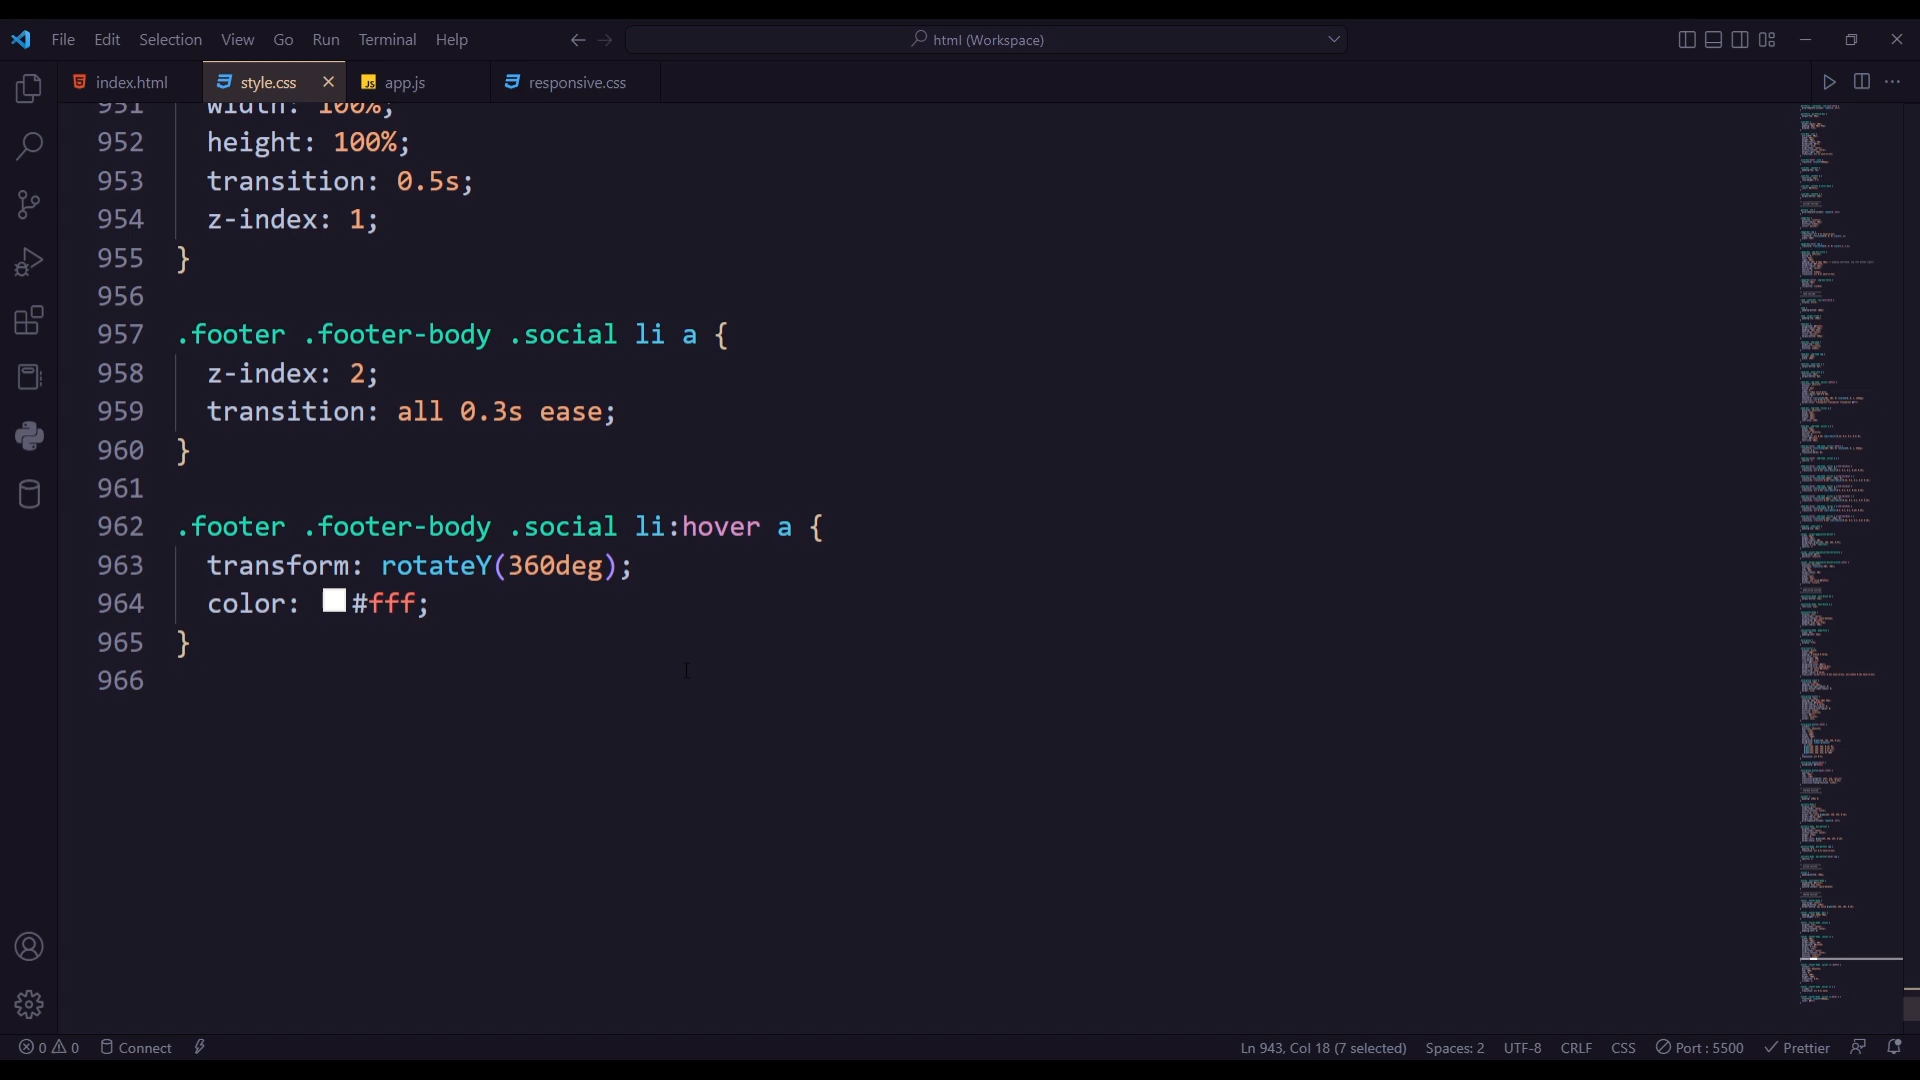 File Edit Selection View Go Run Terminal Help
html (Workspace)
index.html style.css app.js responsive.css
951 width: 100%;
952 height: 100%;
953 transition: 0.5s;
954 z-index: 1;
955 }
956
957 .footer .footer-body .social li a {
958 z-index: 2;
959 transition: all 0.3s ease;
960 }
961
962 .footer .footer-body .social li:hover a {
963 transform: rotateY(360deg);
964 color: #fff;
965 }
966
0 0 Connect Ln 943, Col 18 (7 selected) Spaces: 2 UTF-8 CRLF CSS Port : 5500 Prettier